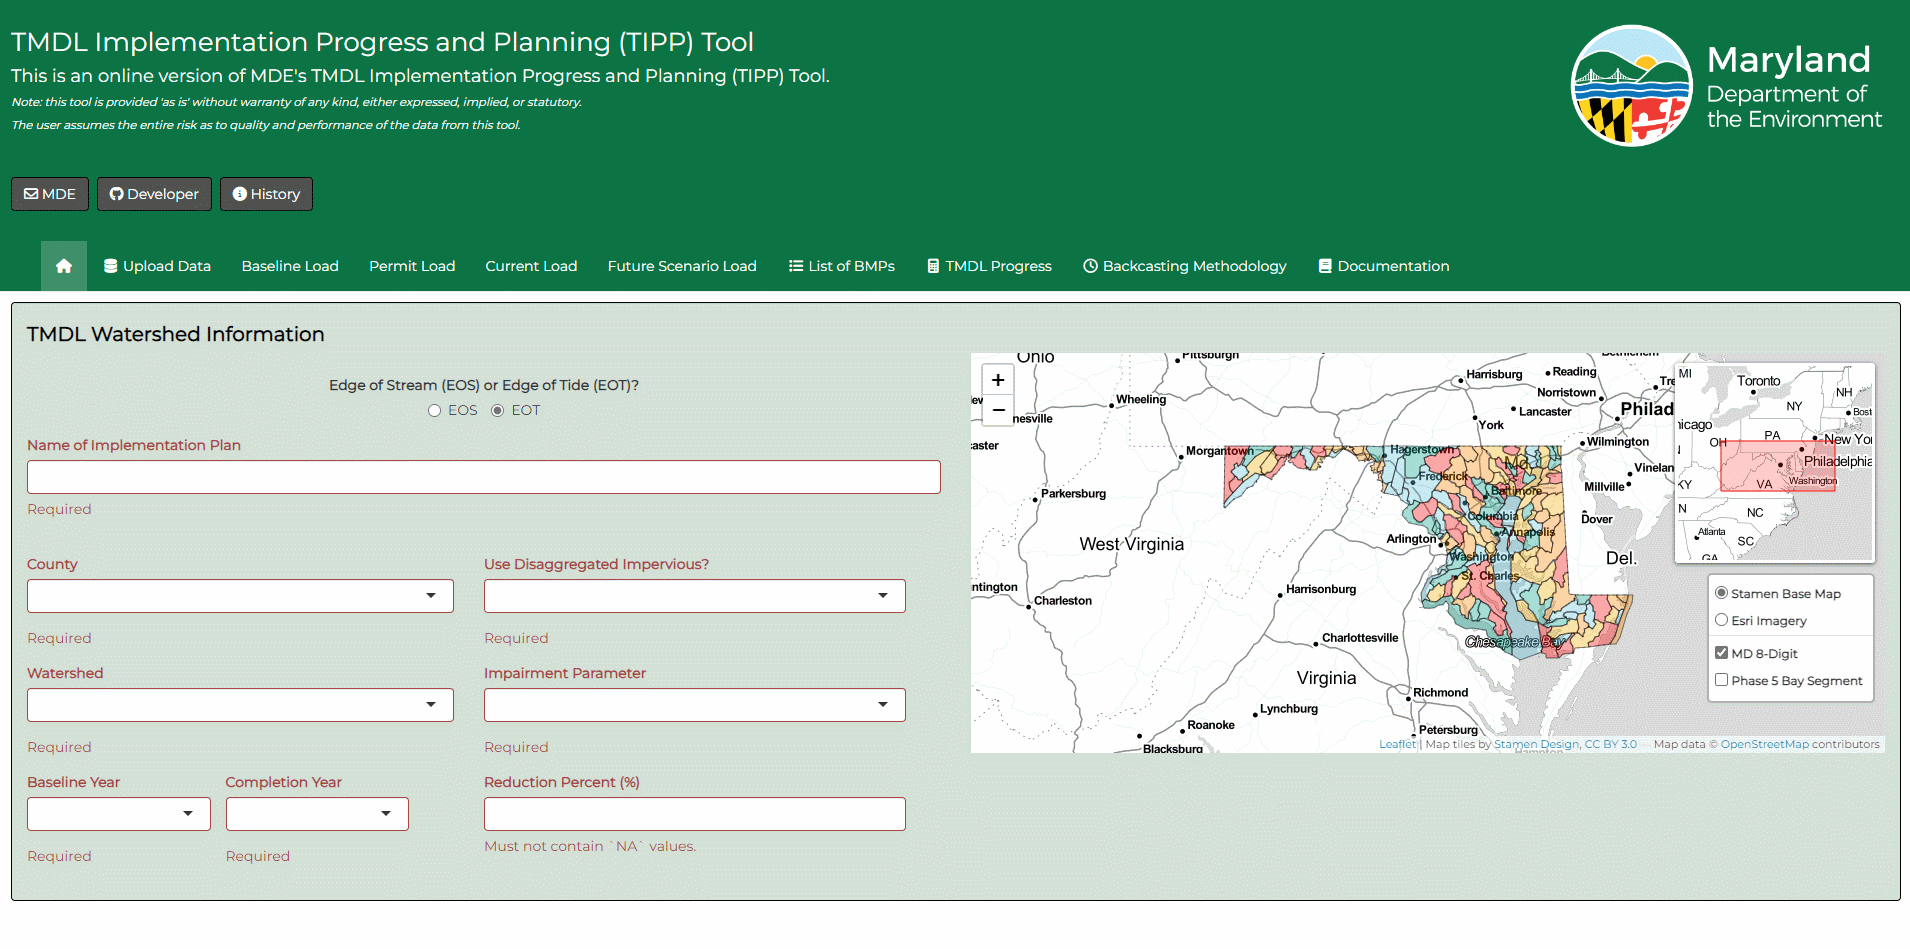 TMDL Implementation Progress and Planning (TIPP) Tool
This is an online version of MDE's TMDL Implementation Progress and Planning (TIPP) Tool.
Note: this tool is provided 'as is' without warranty of any kind, either expressed, implied, or statutory.
The user assumes the entire risk as to quality and performance of the data from this tool.
Maryland
Department of
the Environment
MDE
Developer
History
Upload Data
Baseline Load
Permit Load
Current Load
Future Scenario Load
List of BMPs
TMDL Progress
Backcasting Methodology
Documentation
TMDL Watershed Information
Edge of Stream (EOS) or Edge of Tide (EOT)?
EOS
EOT
Name of Implementation Plan
Required
County
Use Disaggregated Impervious?
Required
Required
Watershed
Impairment Parameter
Required
Required
Baseline Year
Completion Year
Reduction Percent (%)
Must not contain `NA` values.
Required
Required
+
−
Ohio
Pittsburgh
Harrisburg
Reading
Norristown
Wheeling
Lancaster
Philad
nesville
York
aster
Wilmington
Morgantown
Hagerstown
Vinelan
Frederick
Baltimore
Millville
Parkersburg
Columbia
Dover
Annapolis
Arlington
West Virginia
Washington
Del.
St. Charles
ntington
Harrisonburg
Charleston
Charlottesville
Chesapeake Bay
Virginia
Richmond
Lynchburg
Roanoke
Petersburg
Blacksburg
MI
Toronto
NH
NY
Bost
hicago
OH
PA
New Yo
Philadelphia
KY
VA
Washington
N
NC
Atlanta
SC
GA
Stamen Base Map
Esri Imagery
MD 8-Digit
Phase 5 Bay Segment
Leaflet | Map tiles by Stamen Design, CC BY 3.0 — Map data © OpenStreetMap contributors